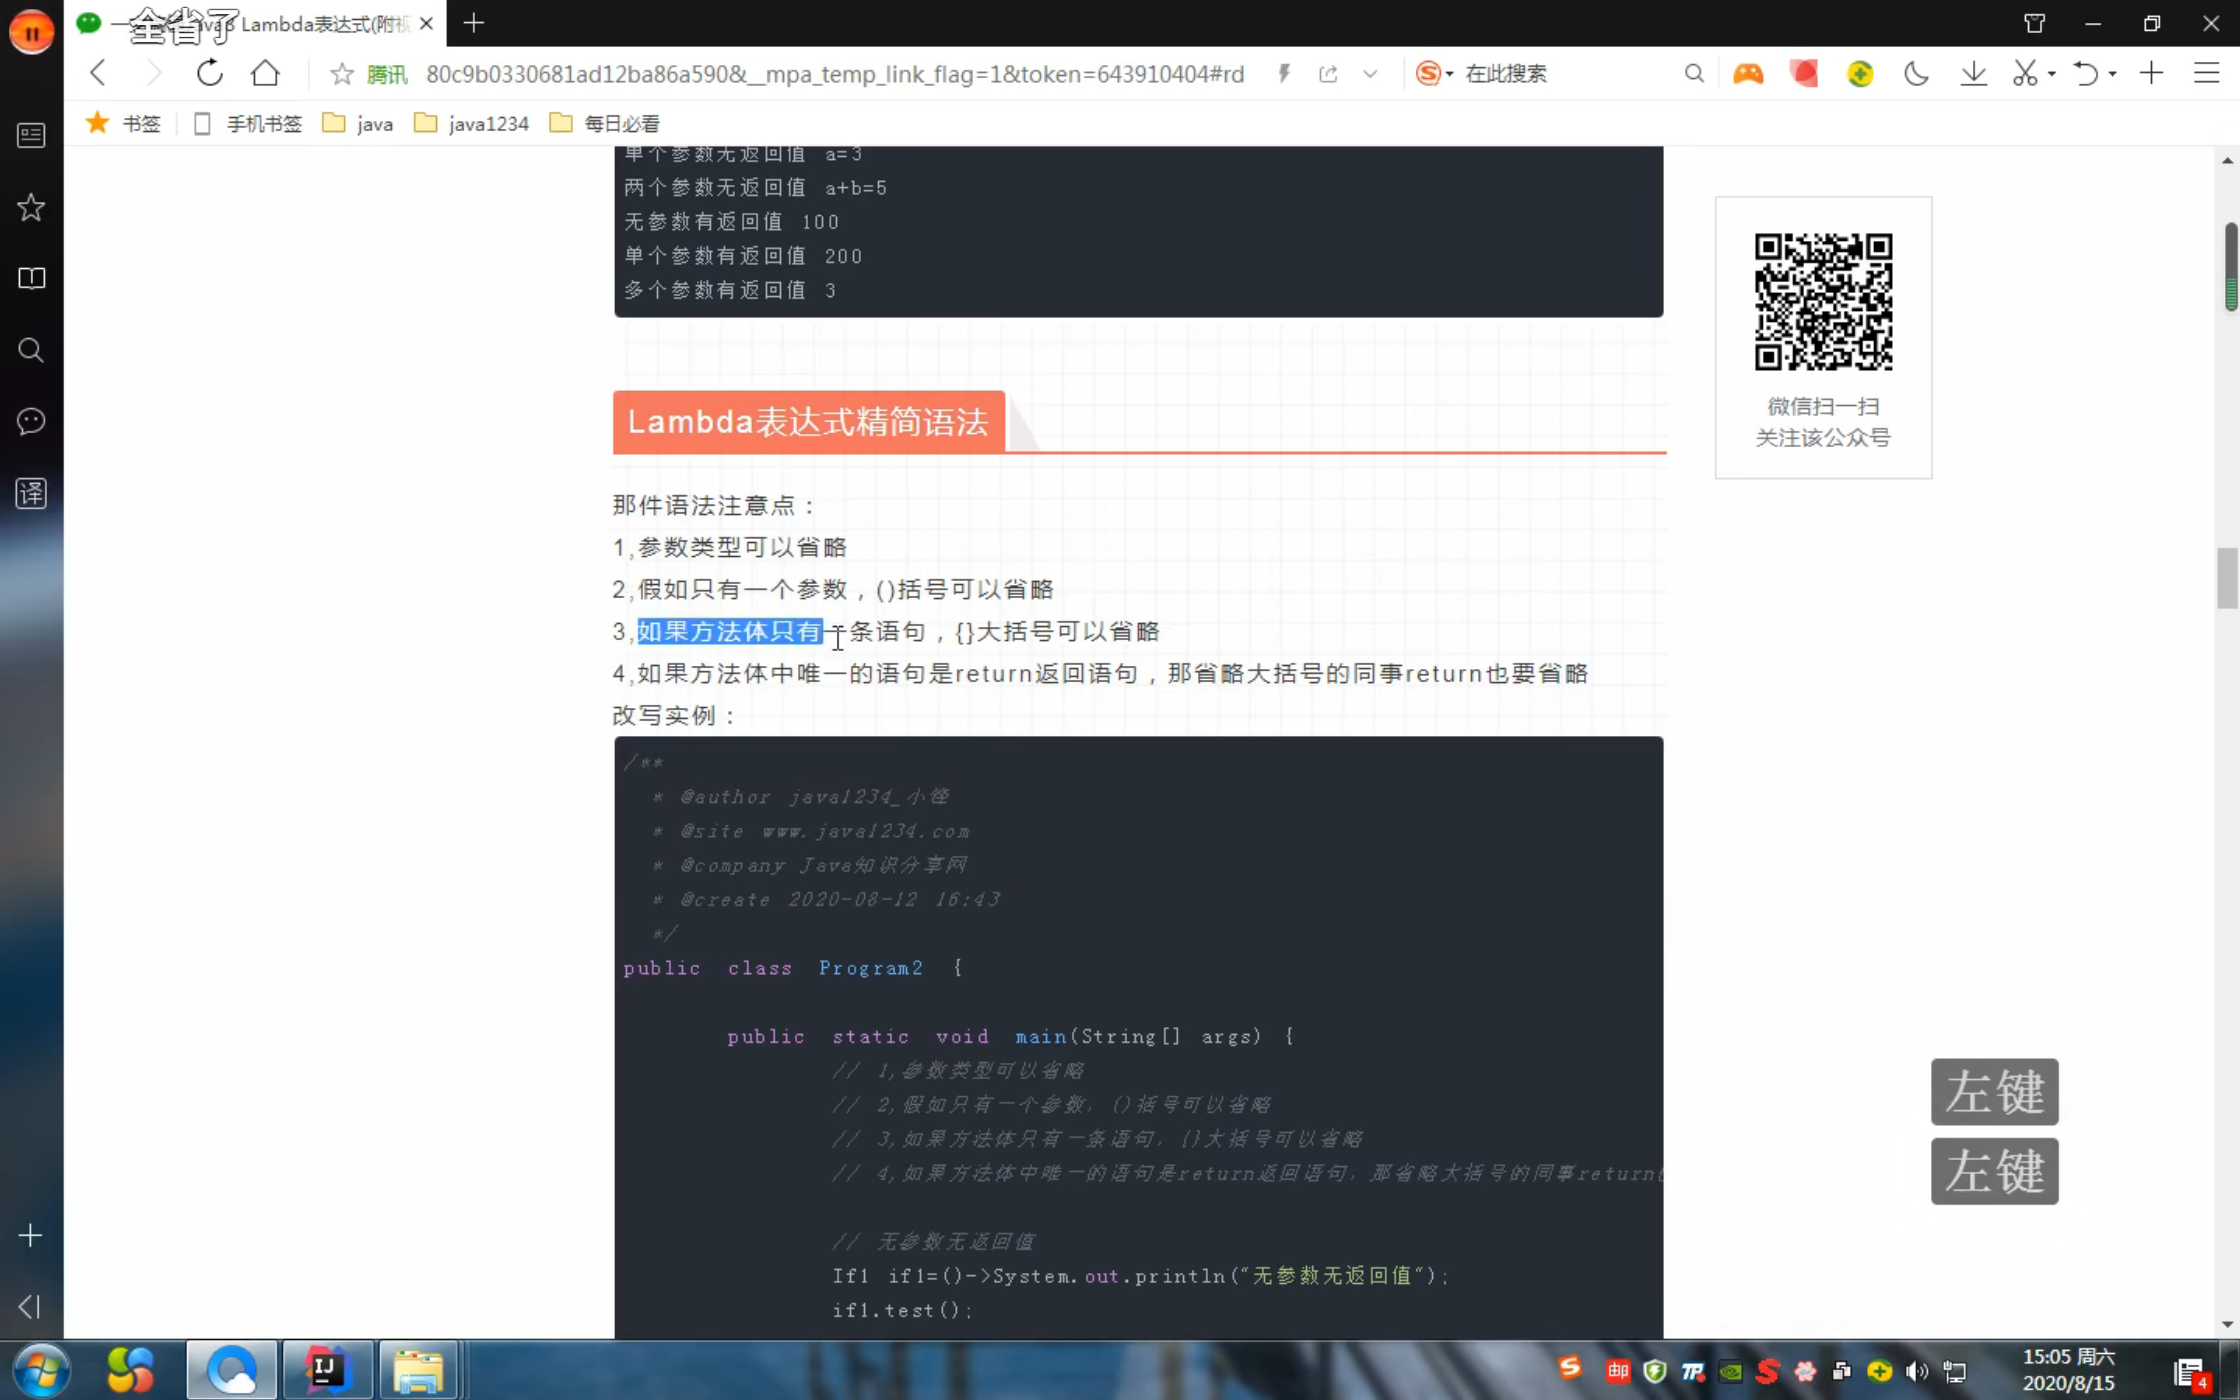 全省了
Lambda表达式(附视
腾讯
80c9b0330681ad12ba86a590&__mpa_temp_link_flag=1&token=643910404#rd
在此搜索
书签
手机书签
java
java1234
每日必看
译
单个参数无返回值 a=3
两个参数无返回值 a+b=5
无参数有返回值 100
单个参数有返回值 200
多个参数有返回值 3
微信扫一扫
关注该公众号
Lambda表达式精简语法
那件语法注意点：
1,参数类型可以省略
2,假如只有一个参数，()括号可以省略
3,如果方法体只有一条语句，{}大括号可以省略
4,如果方法体中唯一的语句是return返回语句，那省略大括号的同事return也要省略
改写实例：
/**
* @author java1234_小锋
* @site www.java1234.com
* @company Java知识分享网
* @create 2020-08-12 16:43
*/
public class Program2 {
public static void main(String[] args) {
// 1,参数类型可以省略
// 2,假如只有一个参数，()括号可以省略
// 3,如果方法体只有一条语句，{}大括号可以省略
// 4,如果方法体中唯一的语句是return返回语句，那省略大括号的同事return
// 无参数无返回值
If1 if1=()->System.out.println("无参数无返回值");
if1.test();
左键
左键
IJ
邮
15:05 周六
2020/8/15
4